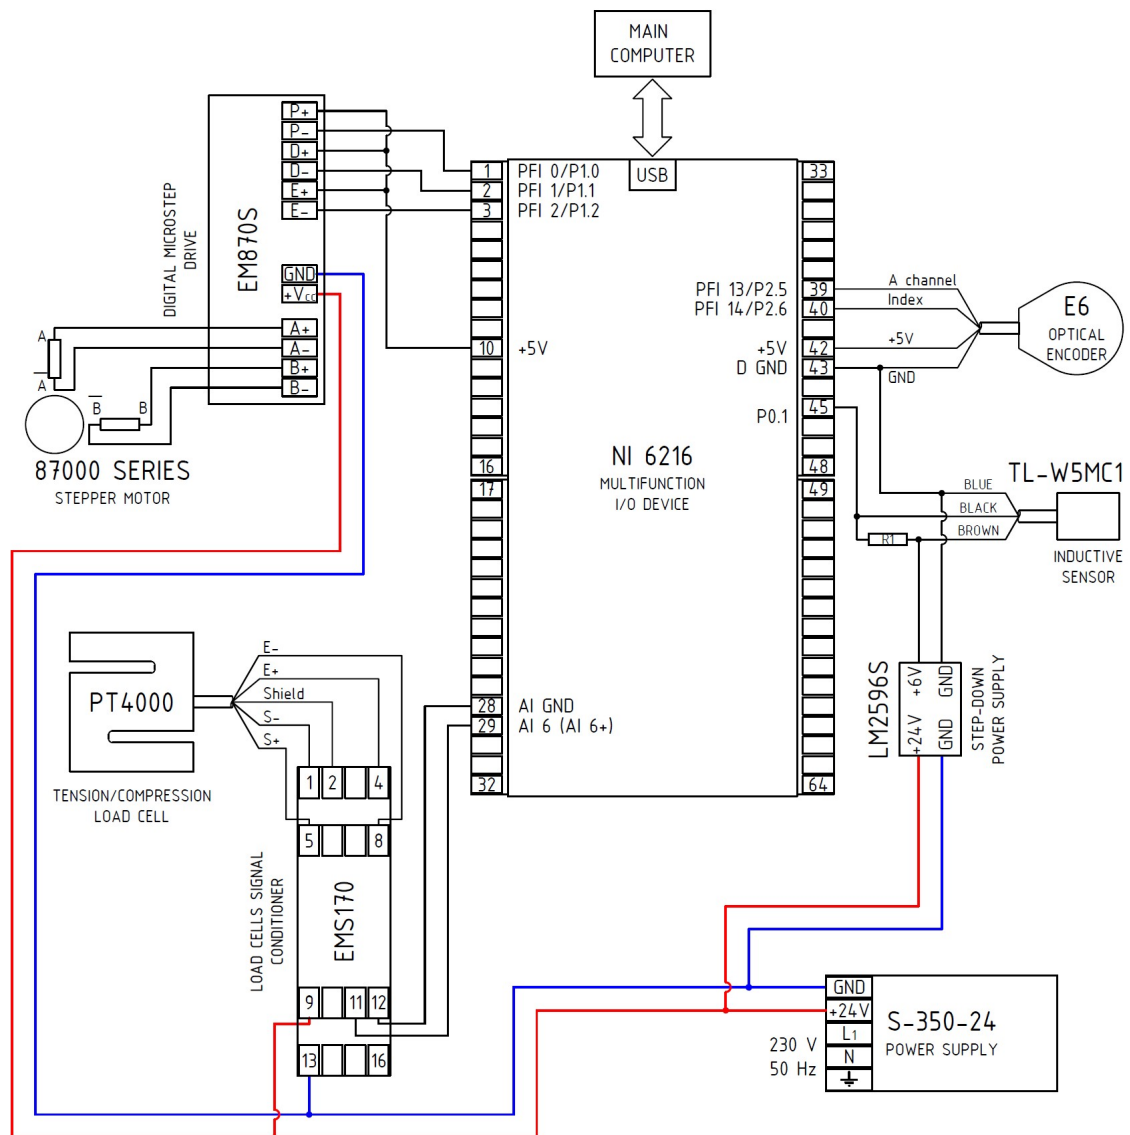 MAIN
COMPUTER
USB
DIGITAL MICROSTEP
DRIVE
EM870S
P+
P-
D+
D-
E+
E-
GND
+Vcc
A+
A-
B+
B-
A
A
B
B
87000 SERIES
STEPPER MOTOR
1
2
3
10
16
17
28
29
32
PFI 0/P1.0
PFI 1/P1.1
PFI 2/P1.2
+5V
AI GND
AI 6 (AI 6+)
NI 6216
MULTIFUNCTION
I/O DEVICE
PFI 13/P2.5
PFI 14/P2.6
+5V
D GND
P0.1
33
39
40
42
43
45
48
49
64
A channel
Index
+5V
GND
E6
OPTICAL
ENCODER
TL-W5MC1
BLUE
BLACK
BROWN
R1
INDUCTIVE
SENSOR
LM2596S
+6V
GND
+24V
GND
STEP-DOWN
POWER SUPPLY
PT4000
TENSION/COMPRESSION
LOAD CELL
E-
E+
Shield
S-
S+
1
2
4
5
8
LOAD CELLS SIGNAL
CONDITIONER
EMS170
9
11
12
13
16
230 V
50 Hz
GND
+24V
L1
N
S-350-24
POWER SUPPLY